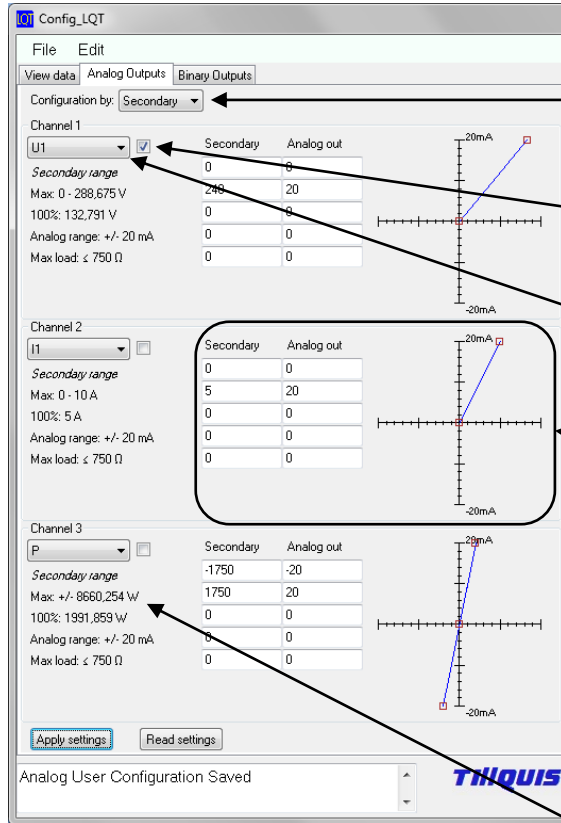 Config_LQT
File Edit
View data Analog Outputs Binary Outputs
Configuration by: Secondary
Channel 1
U1 Secondary Analog out
Secondary range
Max: 0 - 288,675 V
100%: 132,791 V
Analog range: +/- 20 mA
Max load: ≤ 750 Ω
0 0
240 20
0 0
0 0
0 0
20mA
-20mA
Channel 2
I1 Secondary Analog out
Secondary range
Max: 0 - 10 A
100%: 5 A
Analog range: +/- 20 mA
Max load: ≤ 750 Ω
0 0
5 20
0 0
0 0
0 0
20mA
-20mA
Channel 3
P Secondary Analog out
Secondary range
Max: +/- 8660,254 W
100%: 1991,859 W
Analog range: +/- 20 mA
Max load: ≤ 750 Ω
-1750 -20
1750 20
0 0
0 0
0 0
20mA
-20mA
Apply settings Read settings
Analog User Configuration Saved
TILLQUIS